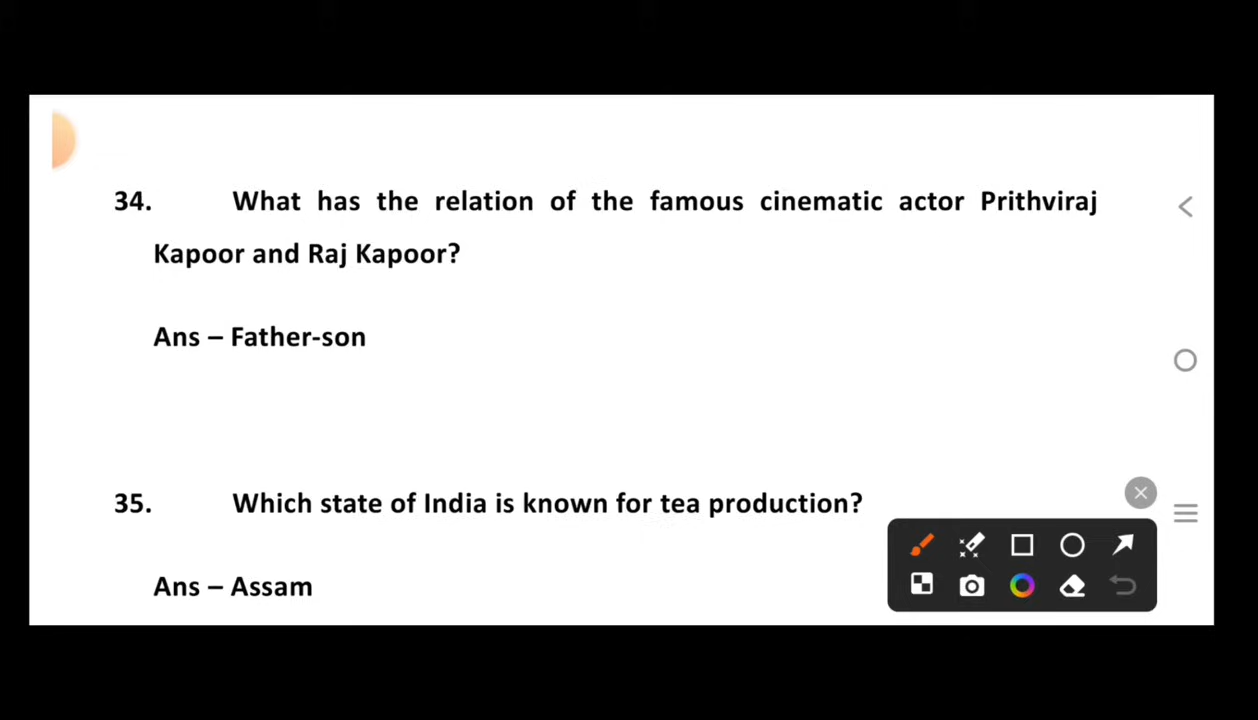 34. What has the relation of the famous cinematic actor Prithviraj
Kapoor and Raj Kapoor?
Ans – Father-son
35. Which state of India is known for tea production?
Ans – Assam